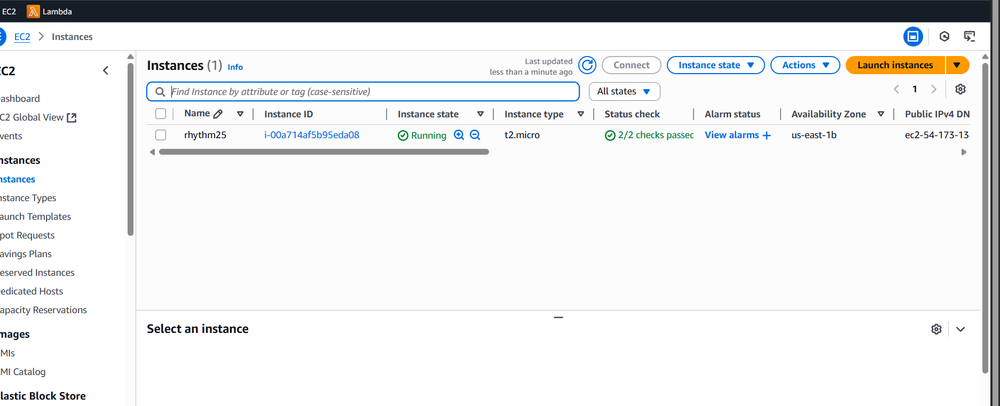 EC2 Lambda
EC2 > Instances
EC2
ashboard
C2 Global View
vents
nstances
nstances
nstance Types
aunch Templates
pot Requests
avings Plans
eserved Instances
edicated Hosts
apacity Reservations
mages
MIs
MI Catalog
lastic Block Store
Instances (1) Info
Last updated
less than a minute ago
Connect
Instance state
Actions
Launch instances
Find Instance by attribute or tag (case-sensitive)
All states
1
Name Instance ID Instance state Instance type Status check Alarm status Availability Zone Public IPv4 DN
rhythm25 i-00a714af5b95eda08 Running t2.micro 2/2 checks passed View alarms + us-east-1b ec2-54-173-13
Select an instance